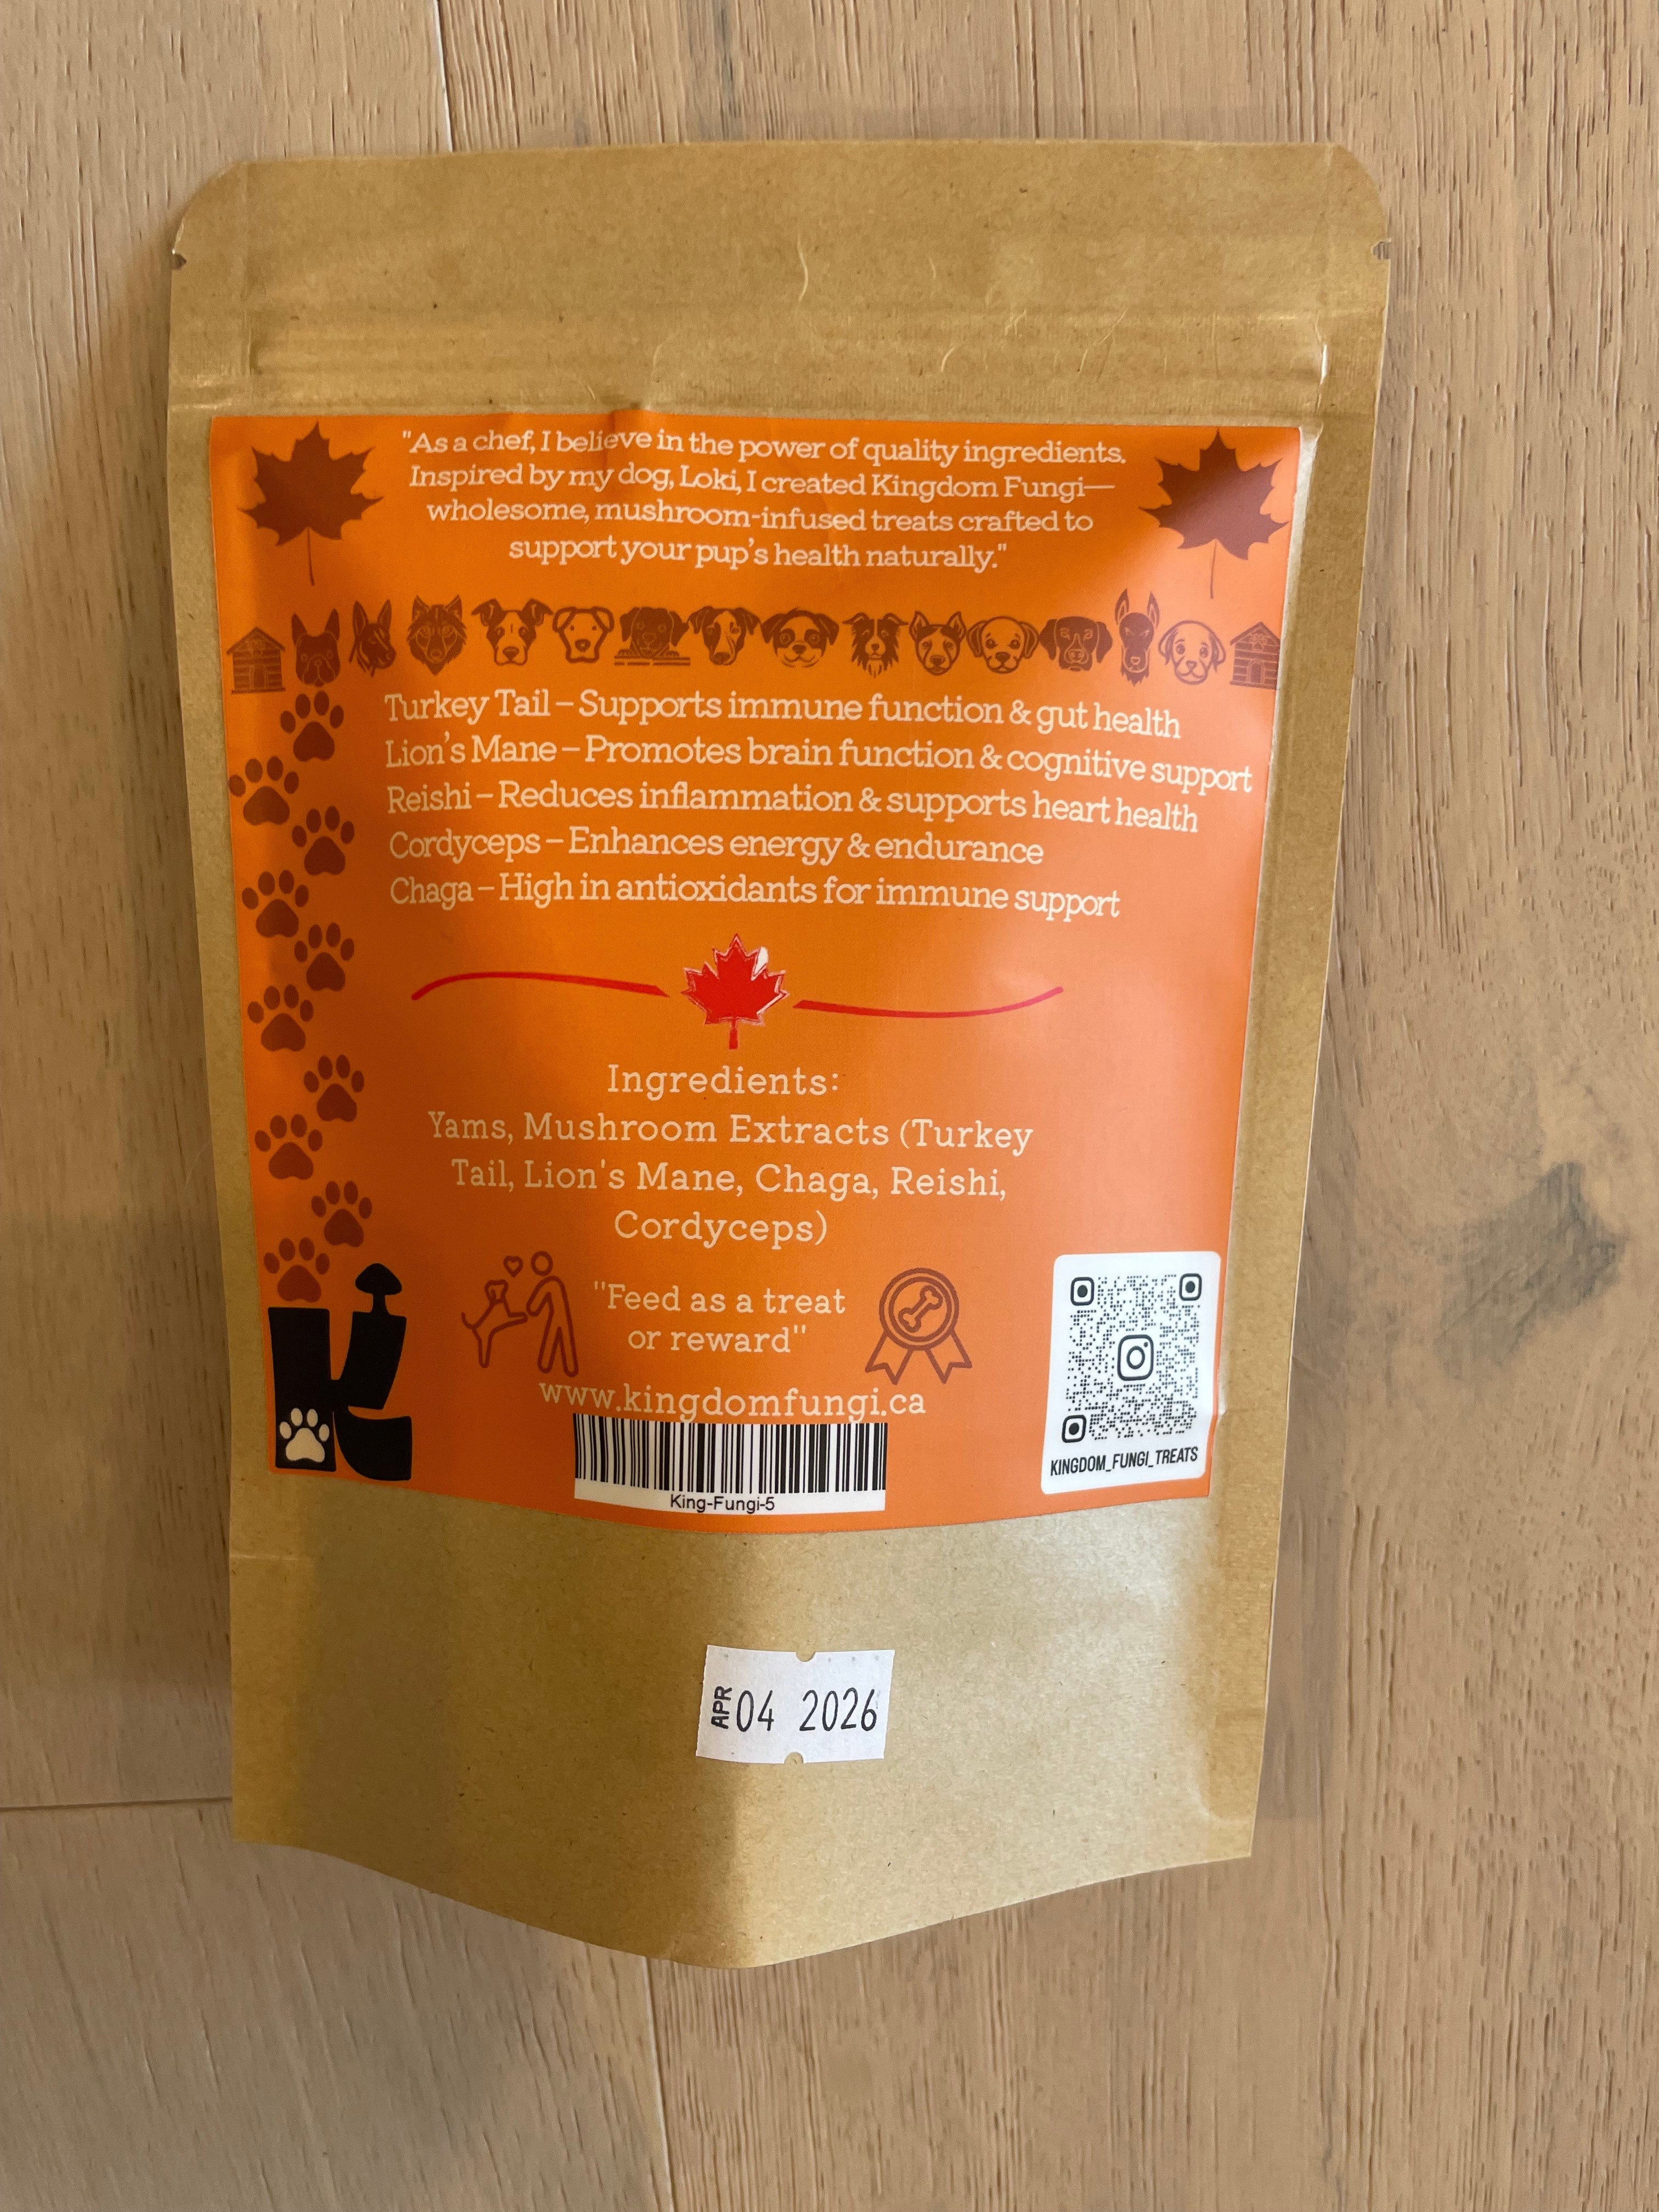 "As a chef, I believe in the power of quality ingredients.
Inspired by my dog, Loki, I created Kingdom Fungi—
wholesome, mushroom-infused treats crafted to
support your pup's health naturally."
Turkey Tail – Supports immune function & gut health
Lion's Mane – Promotes brain function & cognitive support
Reishi – Reduces inflammation & supports heart health
Cordyceps – Enhances energy & endurance
Chaga – High in antioxidants for immune support
Ingredients:
Yams, Mushroom Extracts (Turkey
Tail, Lion's Mane, Chaga, Reishi,
Cordyceps)
"Feed as a treat
or reward"
www.kingdomfungi.ca
King-Fungi-5
K
KINGDOM_FUNGI_TREATS
APR 04 2026